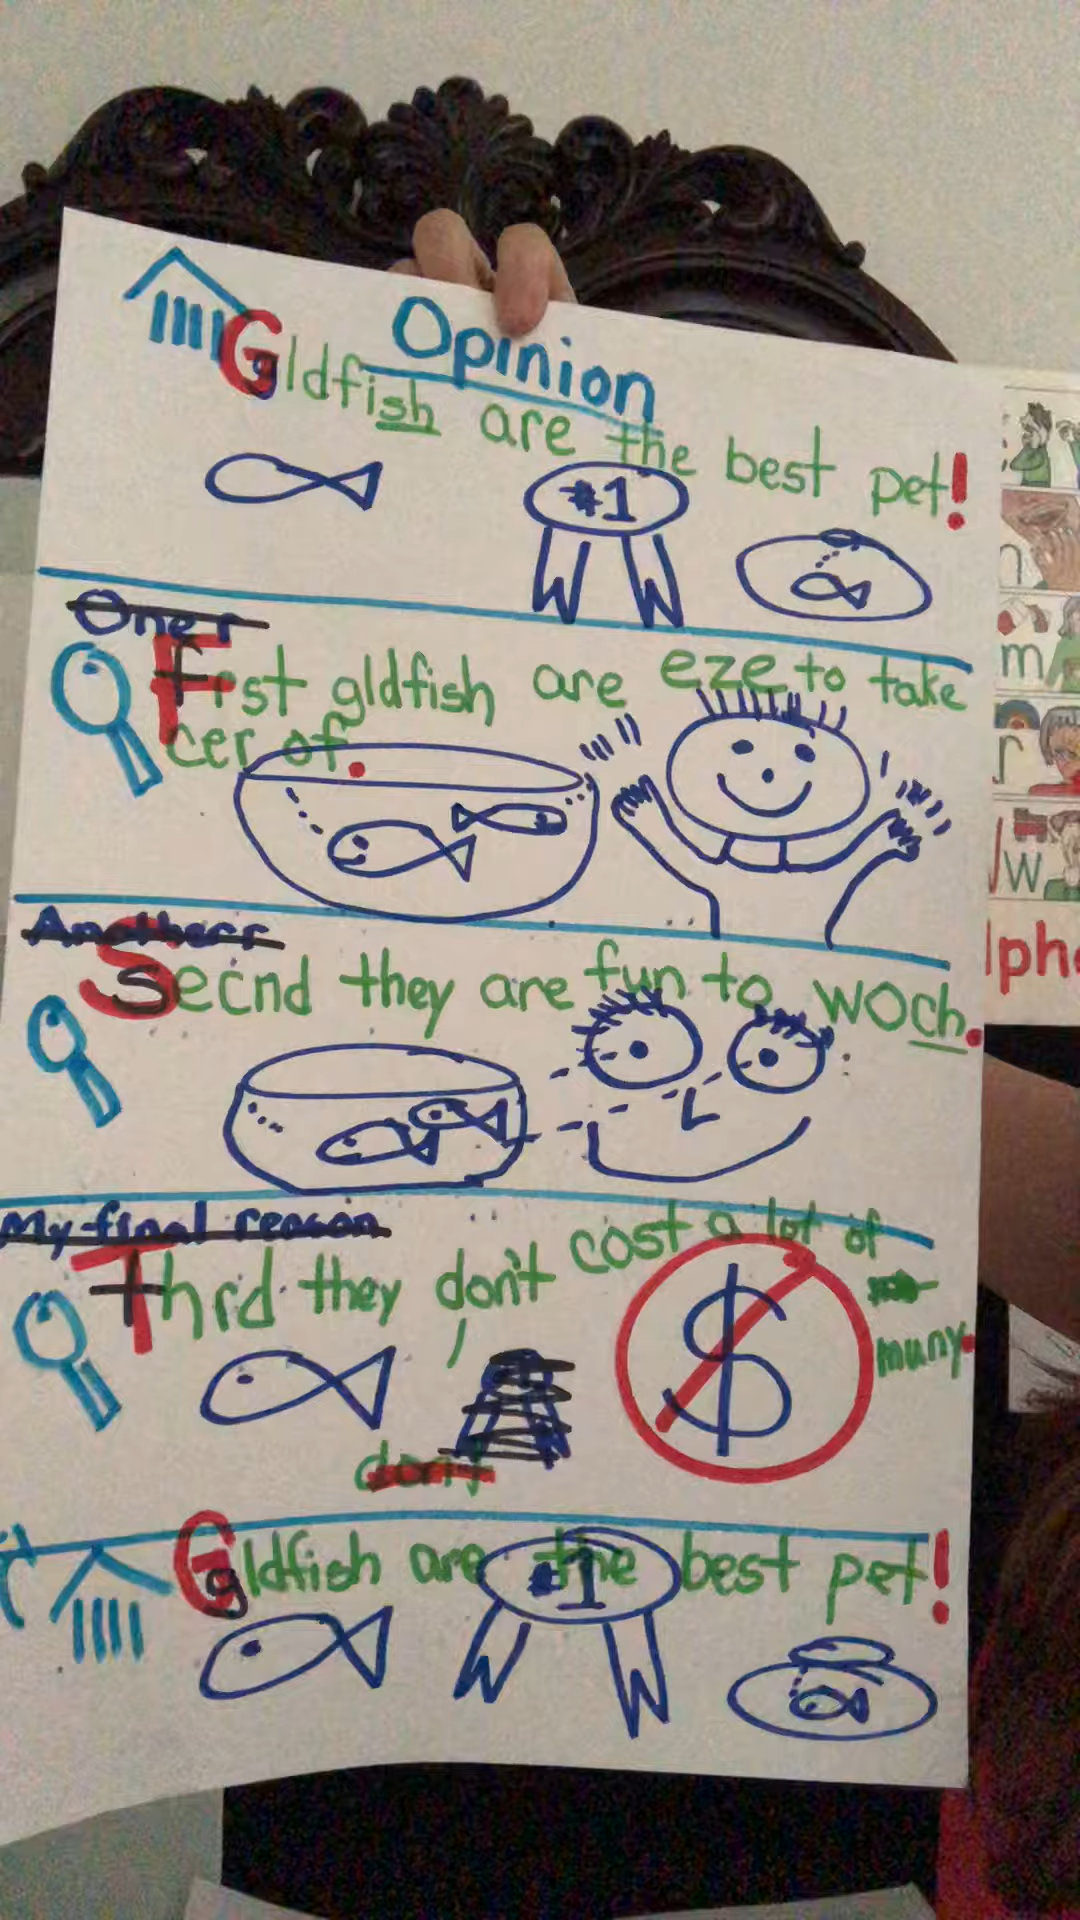 Opinion
Gldfish are the best pet!
#1
One r
Frst gldfish are eze to take
cer of.
Anotherr
Secnd they are fun to woch.
My final reason
Thrd they don't cost a lot of
muny.
$
dont
Gldfish are the best pet!
#1
n
m
r
w
lph